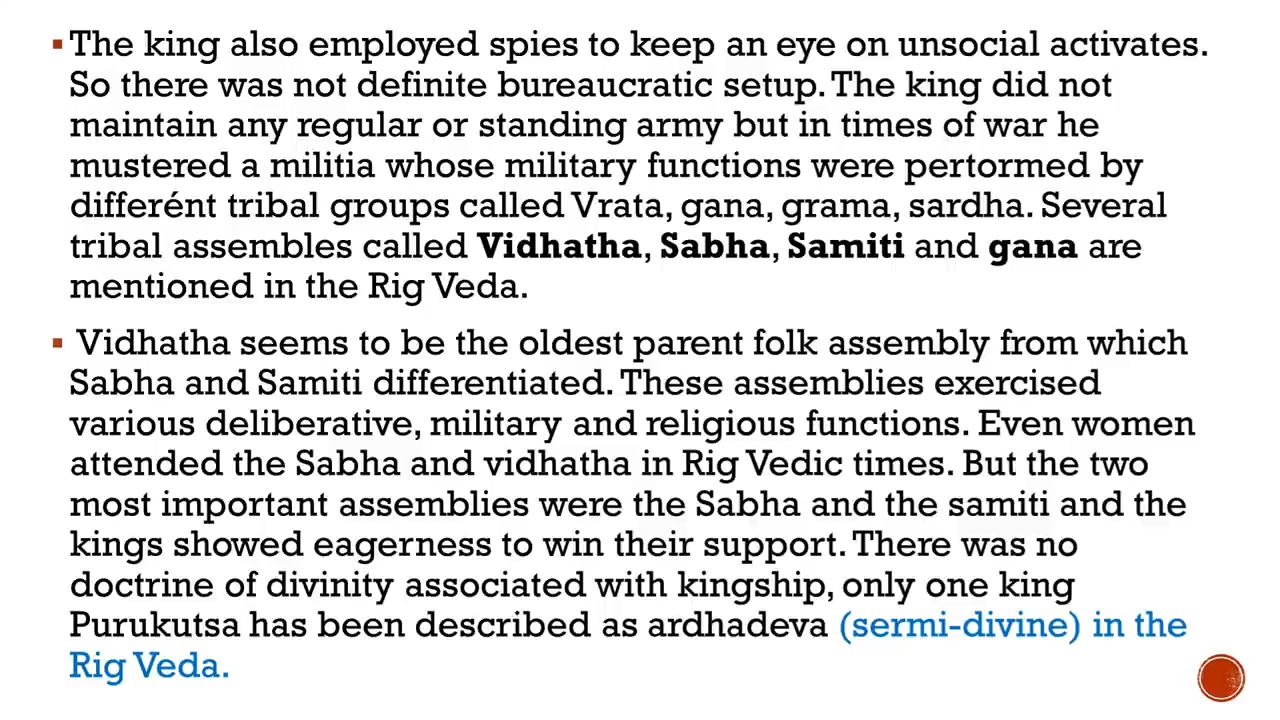 ▪The king also employed spies to keep an eye on unsocial activates.
So there was not definite bureaucratic setup. The king did not
maintain any regular or standing army but in times of war he
mustered a militia whose military functions were pertormed by
differént tribal groups called Vrata, gana, grama, sardha. Several
tribal assembles called Vidhatha, Sabha, Samiti and gana are
mentioned in the Rig Veda.
▪ Vidhatha seems to be the oldest parent folk assembly from which
Sabha and Samiti differentiated. These assemblies exercised
various deliberative, military and religious functions. Even women
attended the Sabha and vidhatha in Rig Vedic times. But the two
most important assemblies were the Sabha and the samiti and the
kings showed eagerness to win their support. There was no
doctrine of divinity associated with kingship, only one king
Purukutsa has been described as ardhadeva (sermi-divine) in the
Rig Veda.